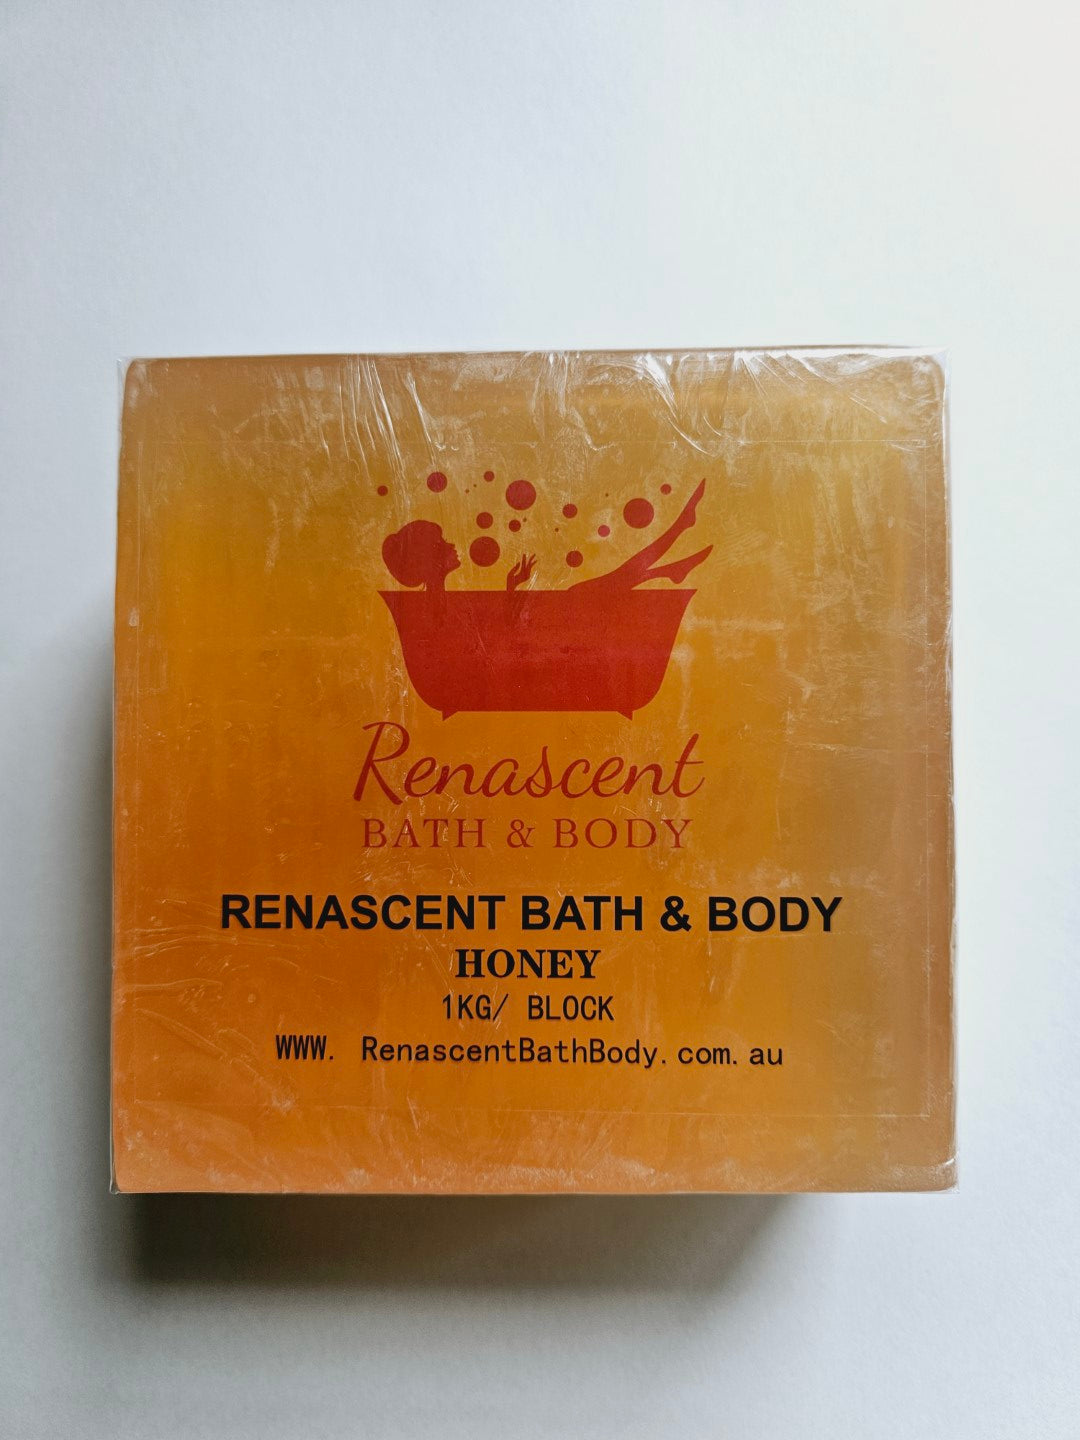 Renascent
BATH & BODY
RENASCENT BATH & BODY
HONEY
1KG/ BLOCK
WWW. RenascentBathBody.com.au